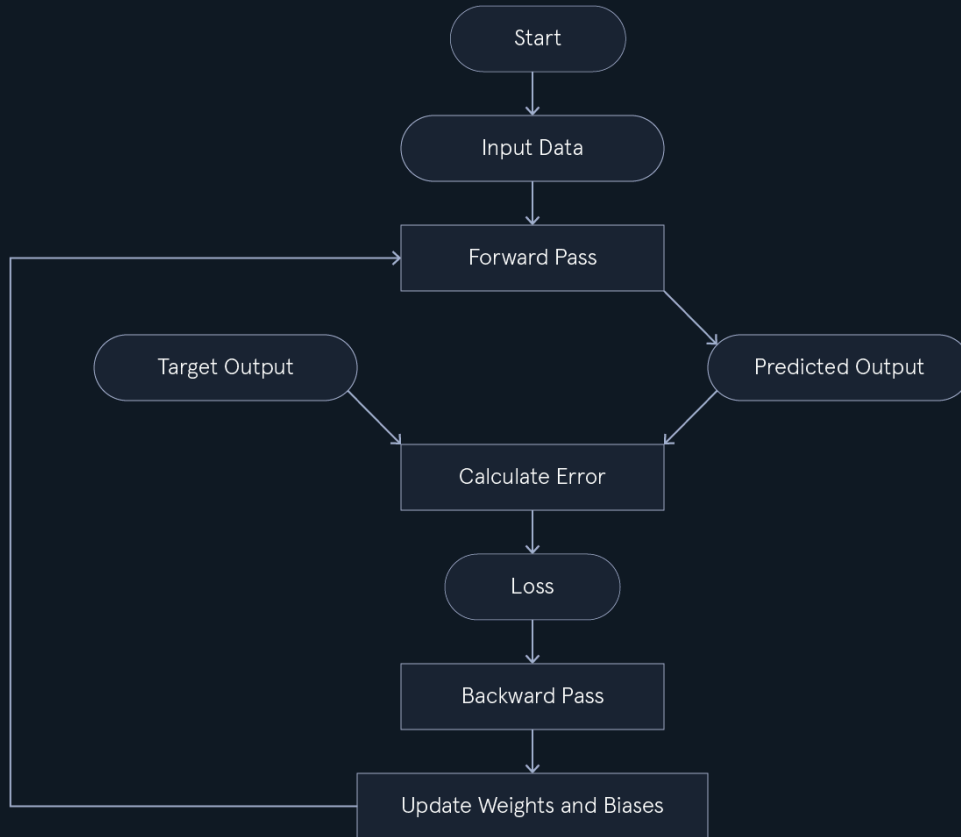 Start
Input Data
Forward Pass
Target Output
Predicted Output
Calculate Error
Loss
Backward Pass
Update Weights and Biases